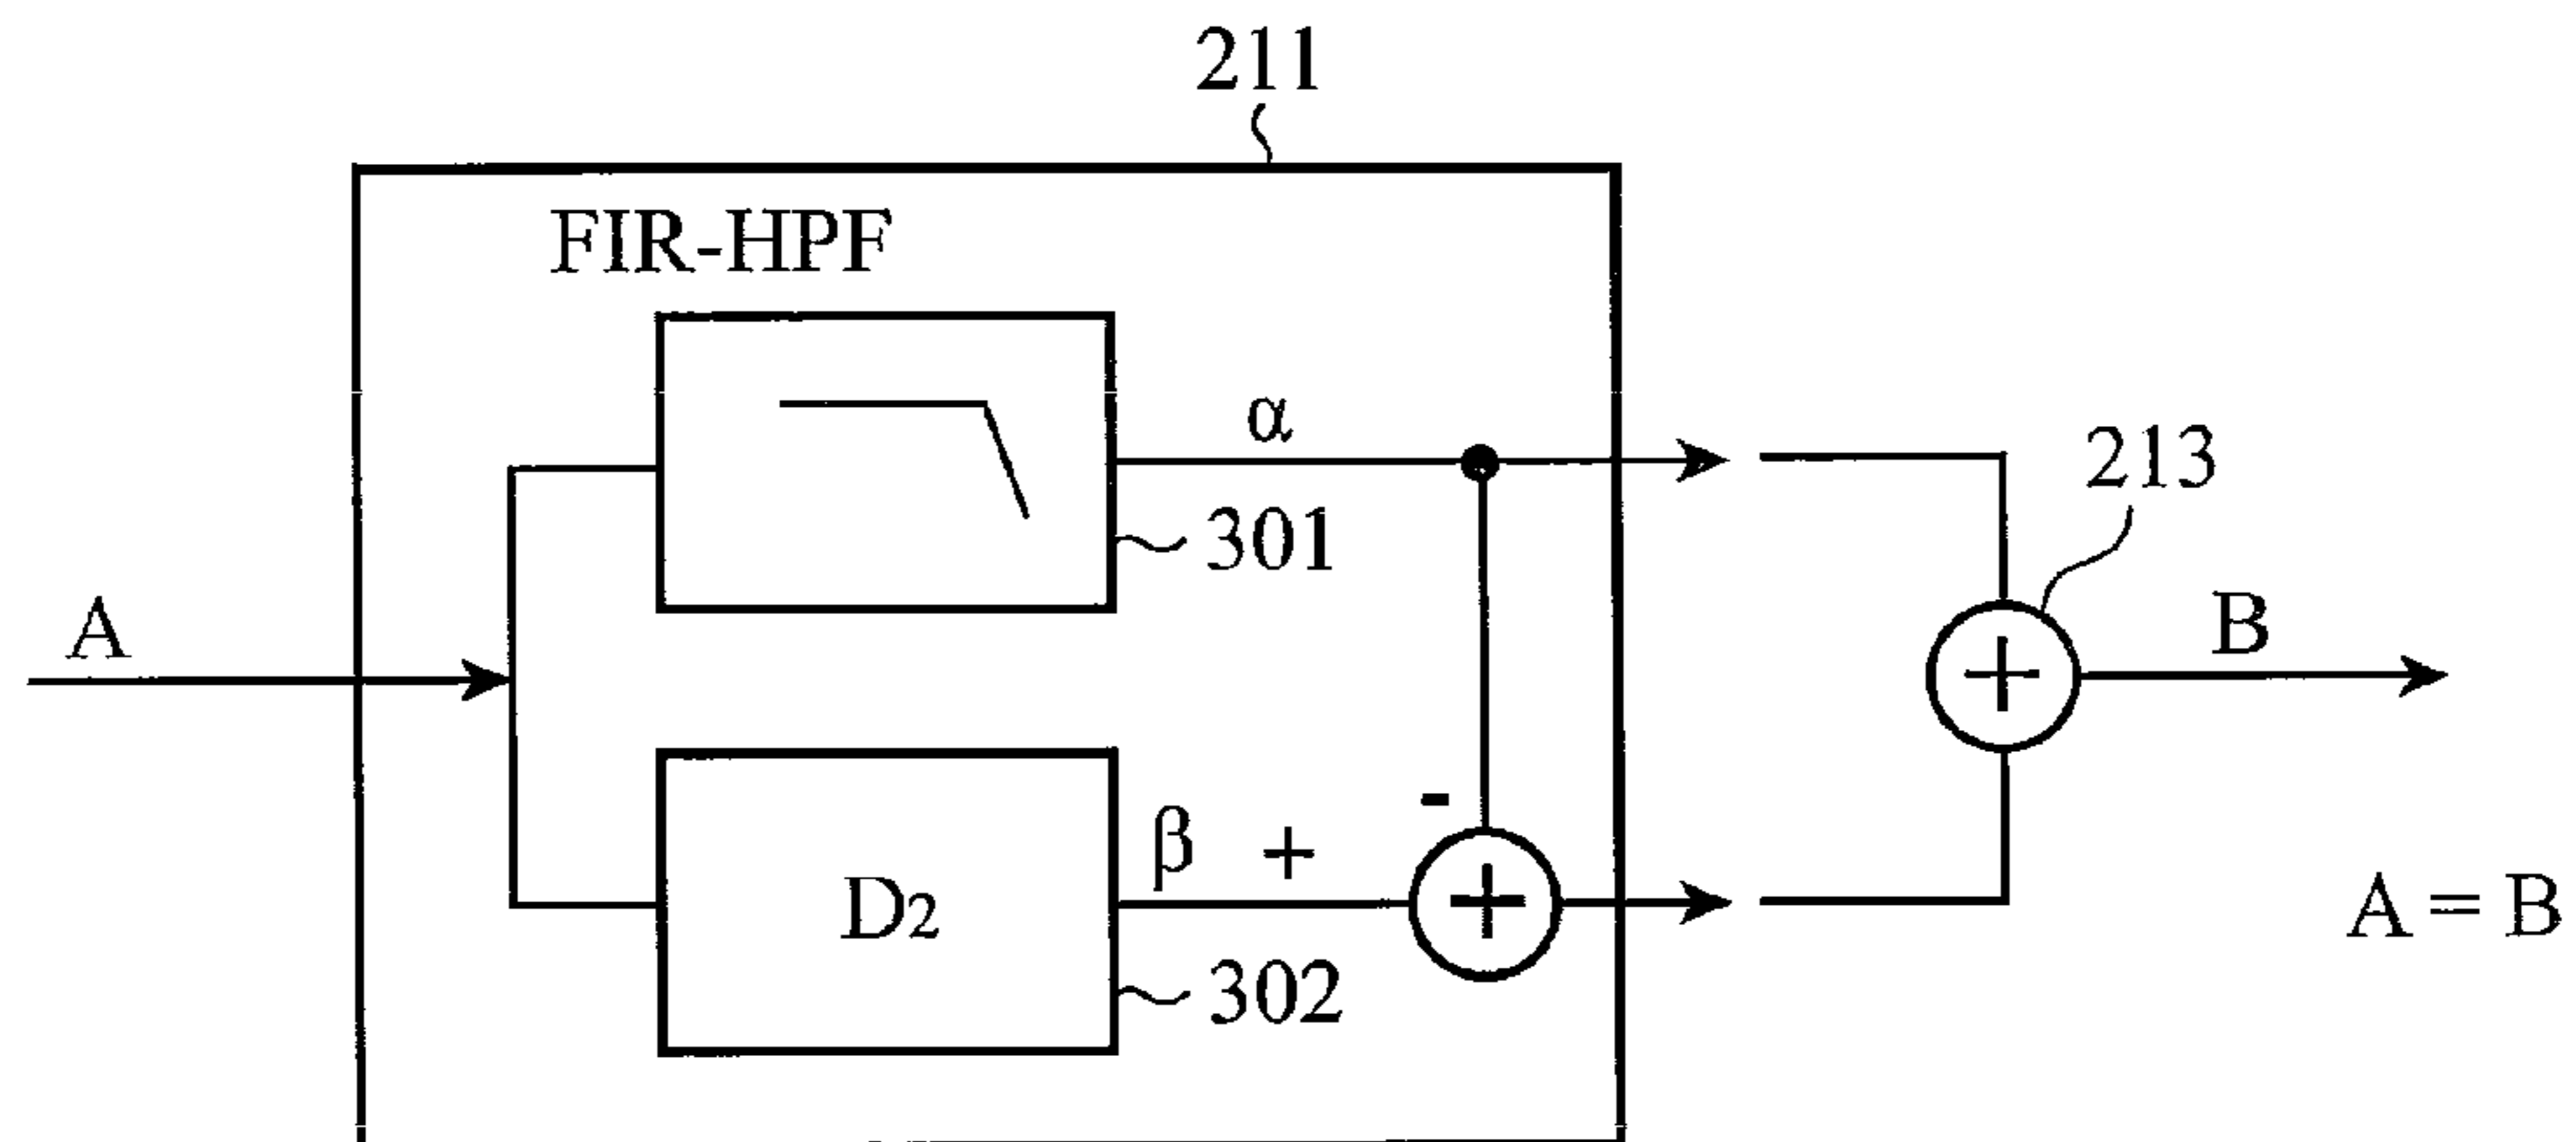 211
FIR-HPF
α
301
213
A
B
D2
β
+
-
+
+
302
A = B